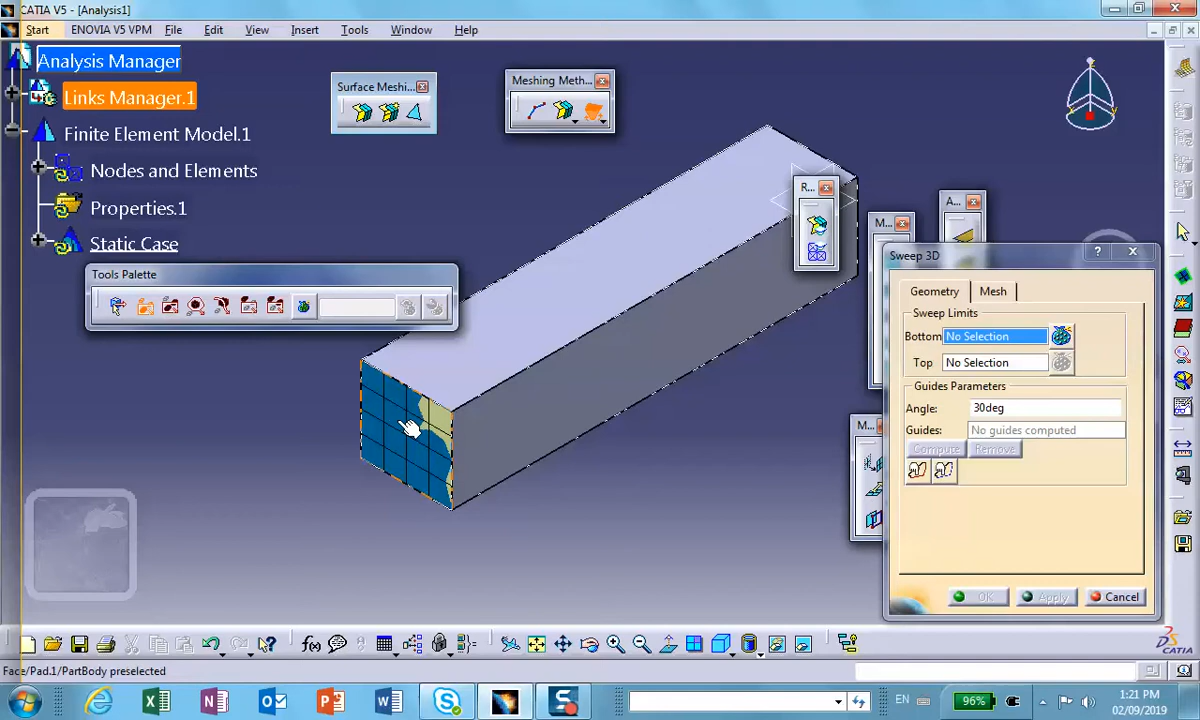 CATIA V5 - [Analysis1]
Start
ENOVIA V5 VPM
File
Edit
View
Insert
Tools
Window
Help
Analysis Manager
Links Manager.1
Finite Element Model.1
Nodes and Elements
Properties.1
Static Case
Surface Meshi...
Meshing Meth...
R...
M...
A...
M...
Tools Palette
Sweep 3D
?
Geometry
Mesh
Sweep Limits
Bottom
No Selection
Top
No Selection
Guides Parameters
Angle:
30deg
Guides:
No guides computed
Compute
Remove
OK
Apply
Cancel
f(x)
CATIA
Face/Pad.1/PartBody preselected
EN
96%
1:21 PM
02/09/2019